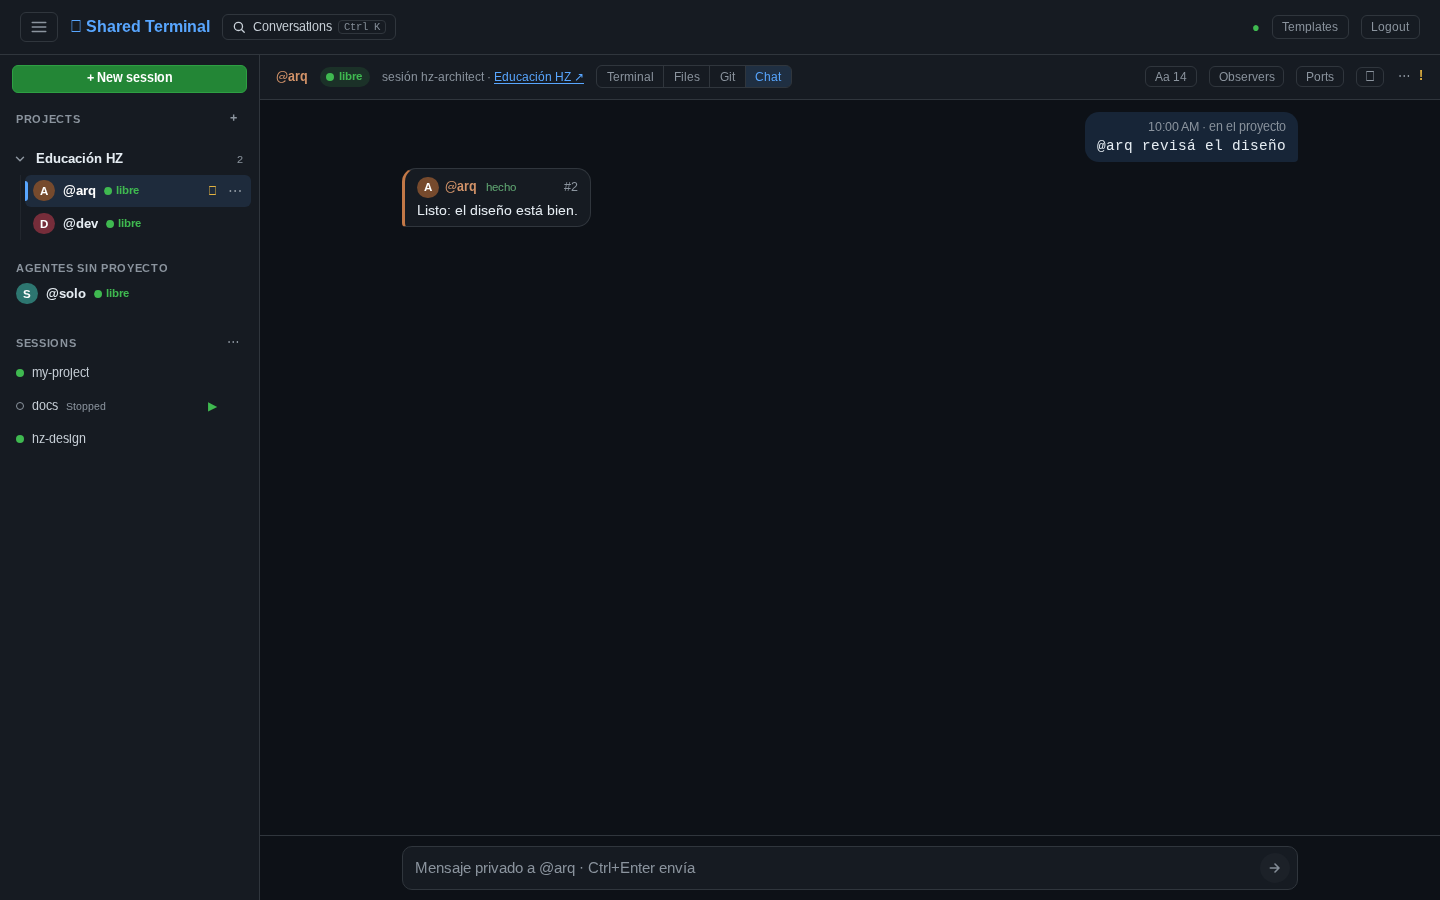 Shared Terminal
Conversations Ctrl K
Templates
Logout
+ New session
PROJECTS +
Educación HZ 2
A @arq libre ···
D @dev libre
AGENTES SIN PROYECTO
S @solo libre
SESSIONS ···
my-project
docs Stopped
hz-design
@arq libre sesión hz-architect · Educación HZ ↗
Terminal Files Git Chat
Aa 14 Observers Ports ··· !
10:00 AM · en el proyecto
@arq revisá el diseño
A @arq hecho #2
Listo: el diseño está bien.
Mensaje privado a @arq · Ctrl+Enter envía